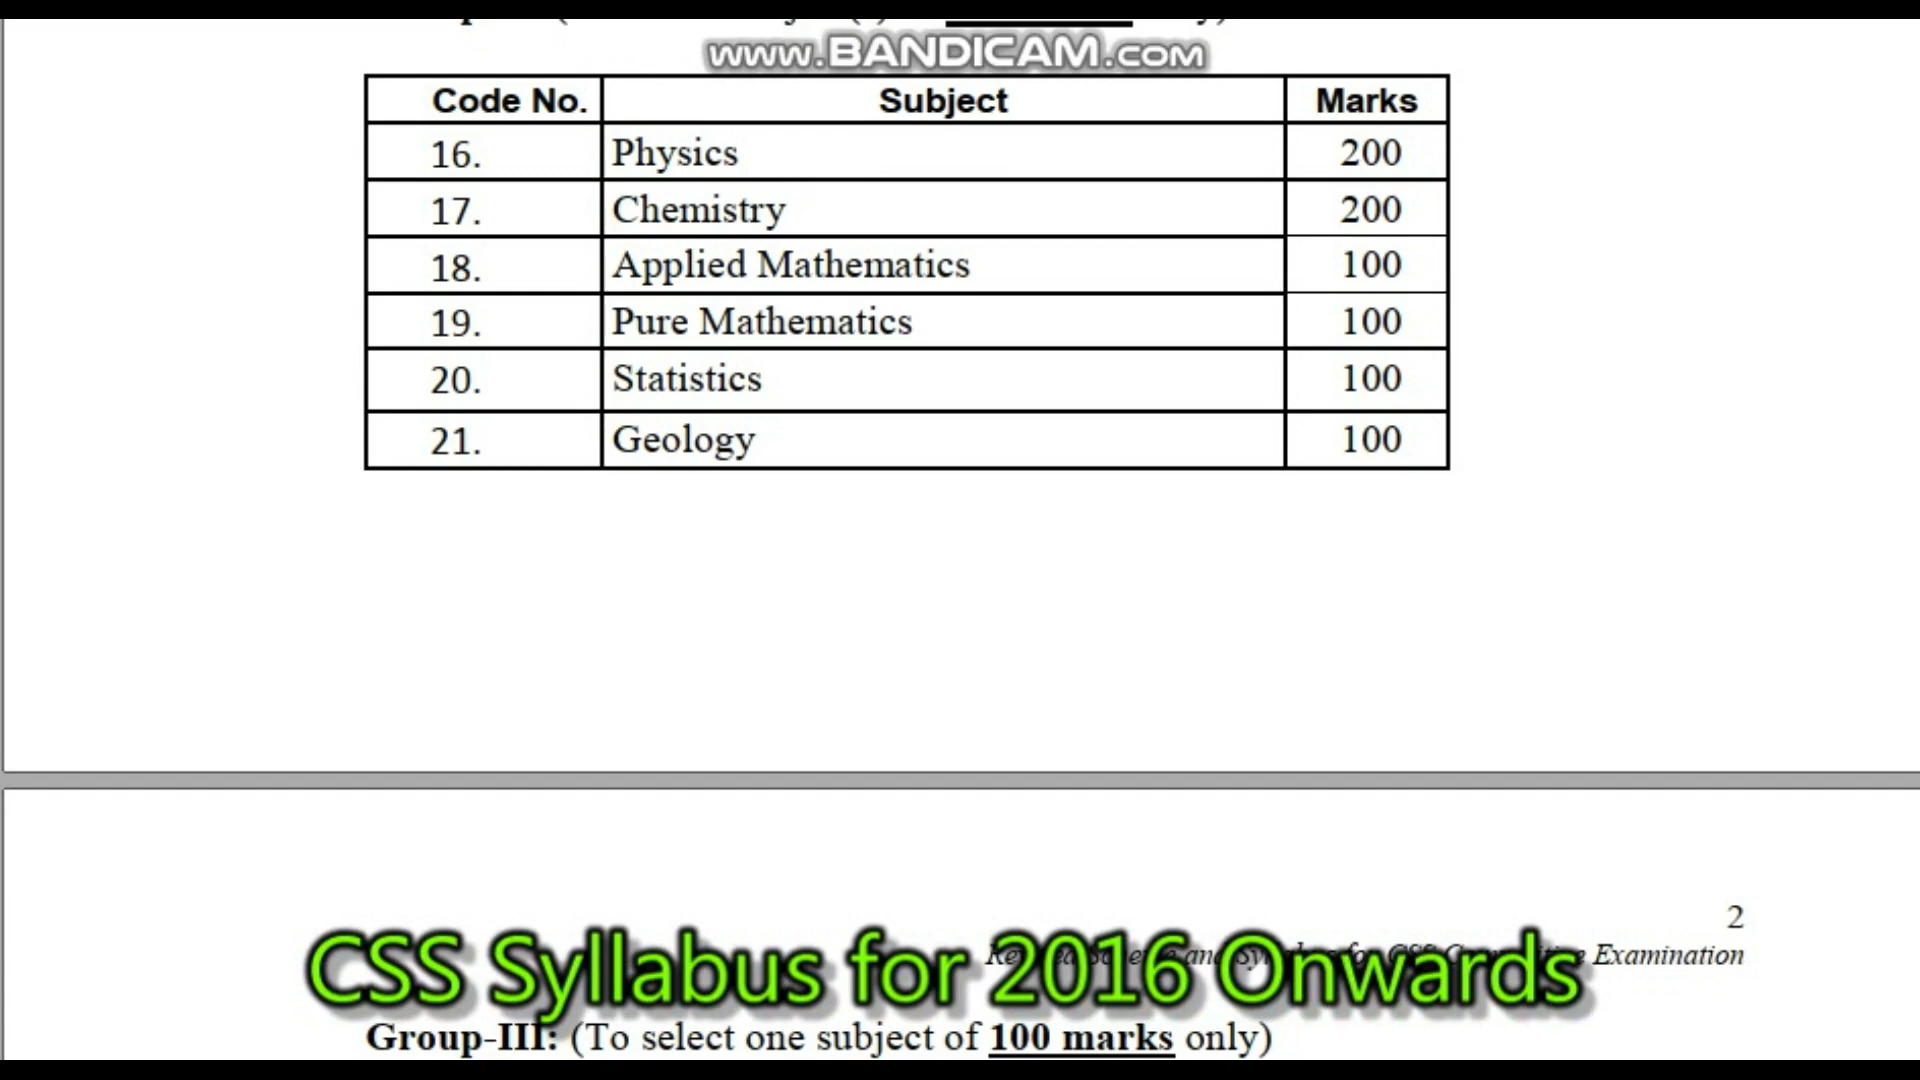 www.BANDICAM.com
Code No. Subject Marks
16. Physics 200
17. Chemistry 200
18. Applied Mathematics 100
19. Pure Mathematics 100
20. Statistics 100
21. Geology 100
2
Examination
CSS Syllabus for 2016 Onwards
Group-III: (To select one subject of 100 marks only)